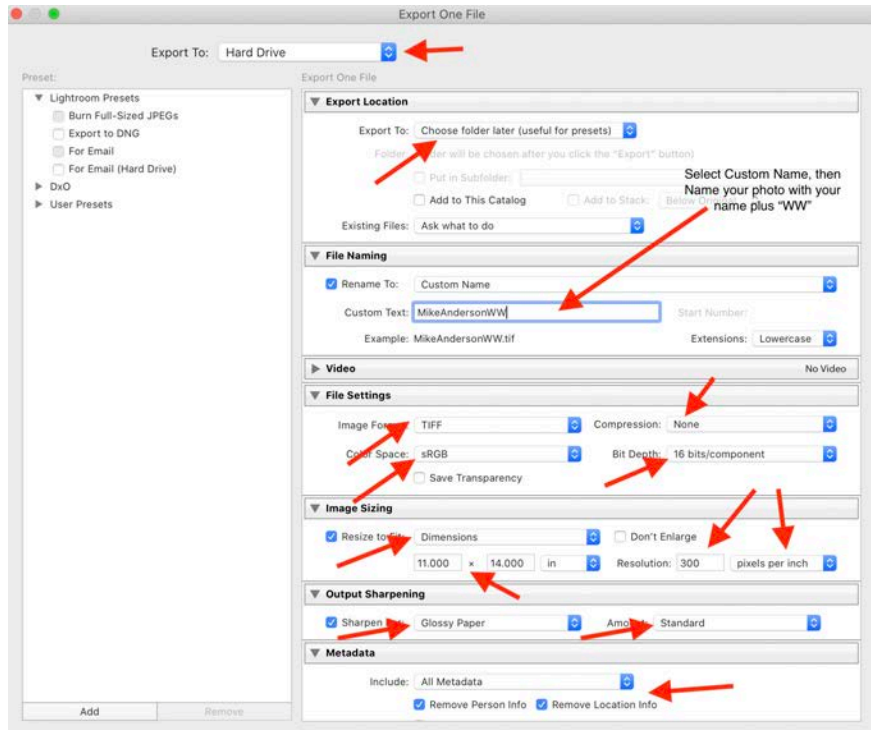 Export One File
Export To: Hard Drive
Preset:
Export One File
Lightroom Presets
Burn Full-Sized JPEGs
Export to DNG
For Email
For Email (Hard Drive)
DxO
User Presets
Add Remove
Export Location
Export To: Choose folder later (useful for presets)
Folder will be chosen after you click the "Export" button)
Put in Subfolder:
Add to This Catalog Add to Stack: Below
Existing Files: Ask what to do
Select Custom Name, then
Name your photo with your
name plus “WW”
File Naming
Rename To: Custom Name
Custom Text: MikeAndersonWW Start Number:
Example: MikeAndersonWW.tif Extensions: Lowercase
Video No Video
File Settings
TIFF Compression: None
Color Space: sRGB Bit Depth: 16 bits/component
Save Transparency
Image Sizing
Resize to Dimensions Don't Enlarge
11.000 × 14.000 in Resolution: 300 pixels per inch
Output Sharpening
Sharpen Glossy Paper Standard
Metadata
Include: All Metadata
Remove Person Info Remove Location Info